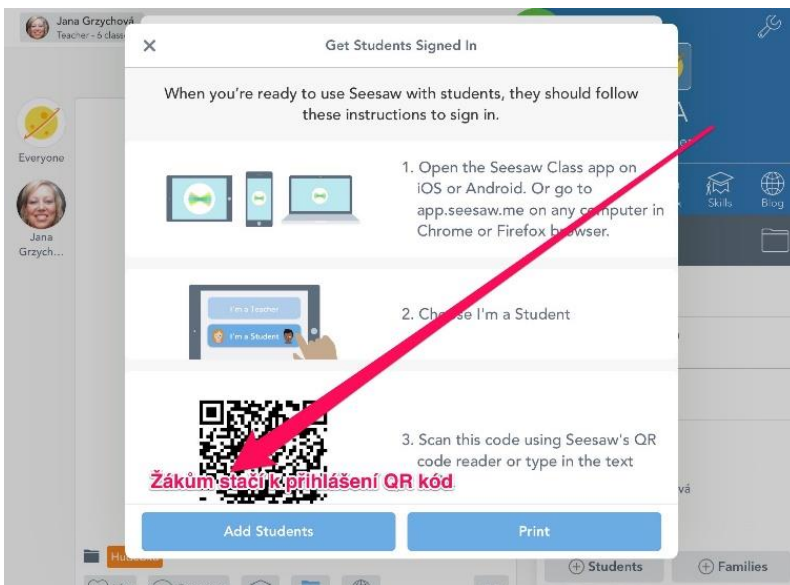 Jana Grzychová
Teacher - 6 class
Get Students Signed In
When you're ready to use Seesaw with students, they should follow
these instructions to sign in.
Everyone
Jana
Grzych...
1. Open the Seesaw Class app on
iOS or Android. Or go to
app.seesaw.me on any computer in
Chrome or Firefox browser.
Skills
Blog
I'm a Teacher
I'm a Student
2. Choose I'm a Student
3. Scan this code using Seesaw's QR
code reader or type in the text
Žákům stačí k přihlášení QR kód
Add Students
Print
Students
Families